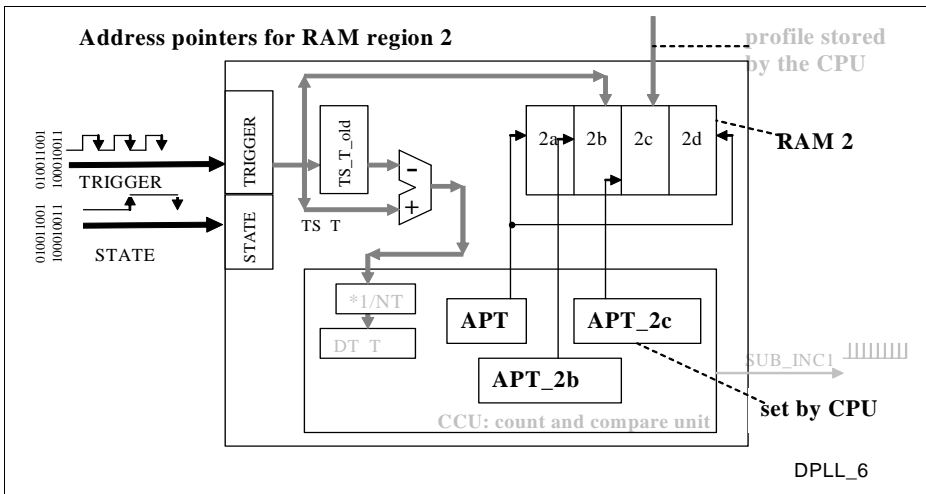 Address pointers for RAM region 2
profile stored
by the CPU
010011001
100010011
TRIGGER
TRIGGER
TS_T_old
-
+
TS T
2a
2b
2c
2d
RAM 2
010011001
100010011
STATE
STATE
*1/NT
DT T
APT
APT_2c
APT_2b
SUB_INC1
set by CPU
CCU: count and compare unit
DPLL_6